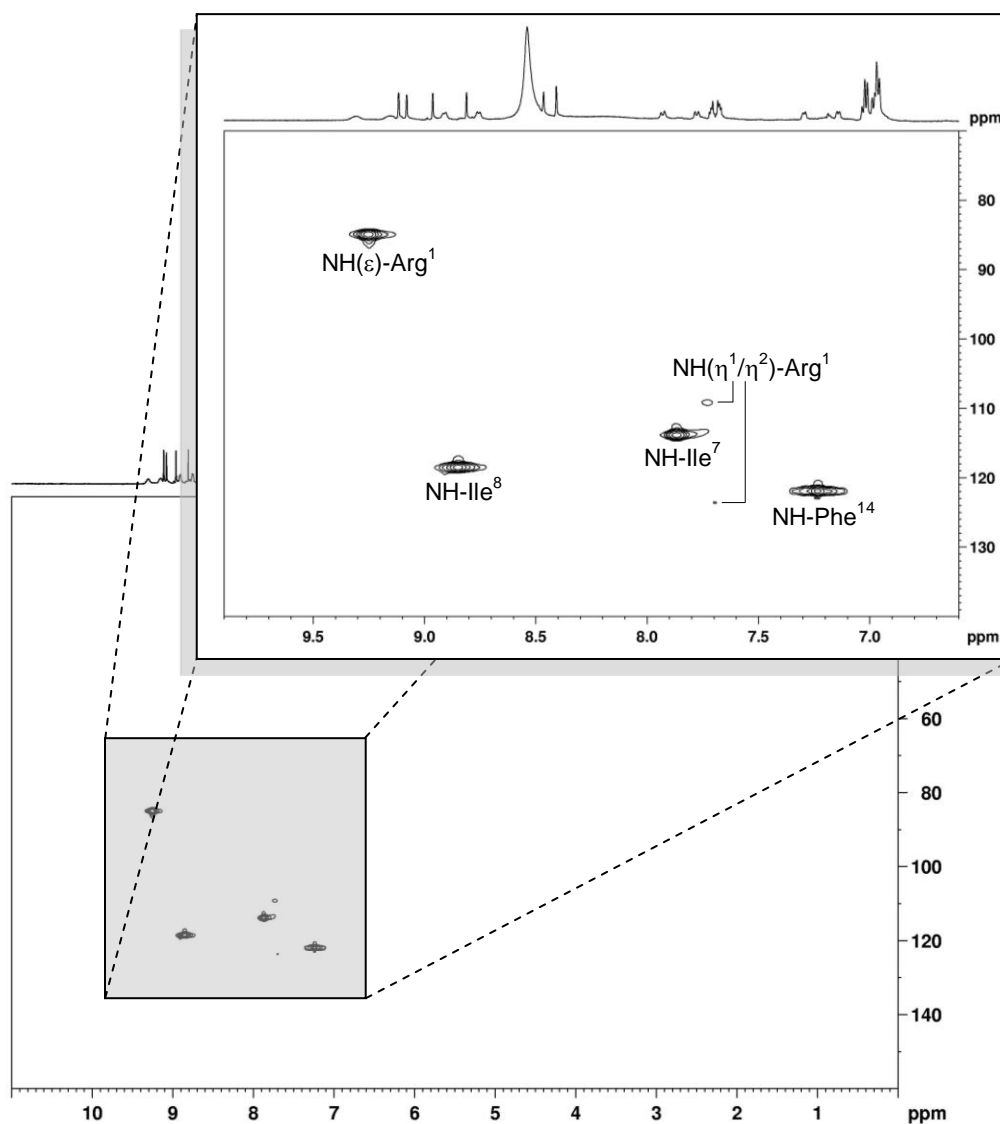 ppm
80
NH(ε)-Arg¹
90
100
NH(η¹/η²)-Arg¹
110
NH-Ile⁷
NH-Ile⁸
120
NH-Phe¹⁴
130
9.5 9.0 8.5 8.0 7.5 7.0 ppm
60
80
100
120
140
10 9 8 7 6 5 4 3 2 1 ppm